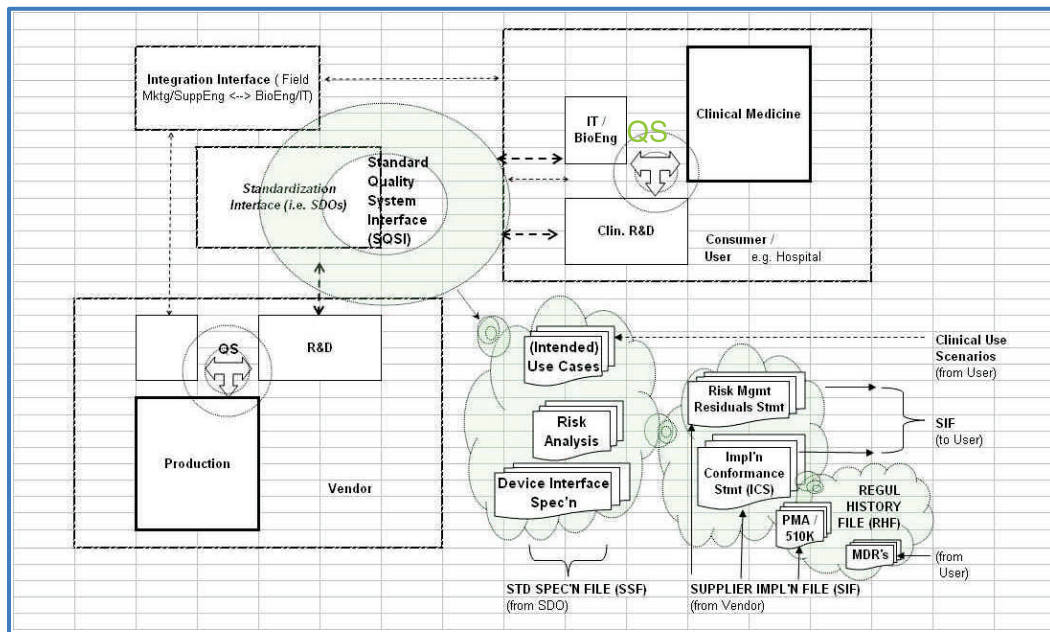 Integration Interface ( Field
Mktg/SuppEng <--> BioEng/IT)
IT /
BioEng
QS
Clinical Medicine
Clin. R&D
Consumer /
User e.g. Hospital
Standardization
Interface (i.e. SDOs)
Standard
Quality
System
Interface
(SQSI)
QS
R&D
Production
Vendor
(Intended)
Use Cases
Risk
Analysis
Device Interface
Spec'n
STD SPEC'N FILE (SSF)
(from SDO)
Risk Mgmt
Residuals Stmt
Impl'n
Conformance
Stmt (ICS)
PMA /
510K
REGUL
HISTORY
FILE (RHF)
MDR's
SUPPLIER IMPL'N FILE (SIF)
(from Vendor)
Clinical Use
Scenarios
(from User)
SIF
(to User)
(from
User)